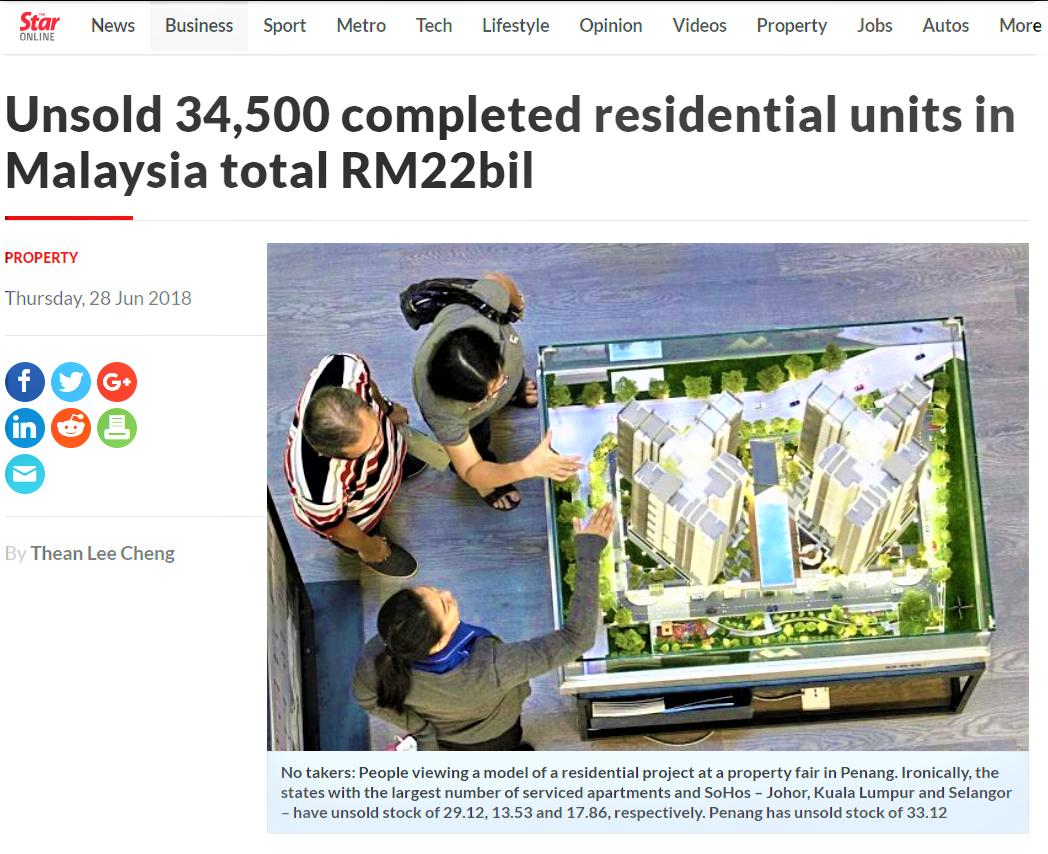 THE Star ONLINE
News Business Sport Metro Tech Lifestyle Opinion Videos Property Jobs Autos More
Unsold 34,500 completed residential units in
Malaysia total RM22bil
PROPERTY
Thursday, 28 Jun 2018
By Thean Lee Cheng
No takers: People viewing a model of a residential project at a property fair in Penang. Ironically, the
states with the largest number of serviced apartments and SoHos – Johor, Kuala Lumpur and Selangor
– have unsold stock of 29.12, 13.53 and 17.86, respectively. Penang has unsold stock of 33.12